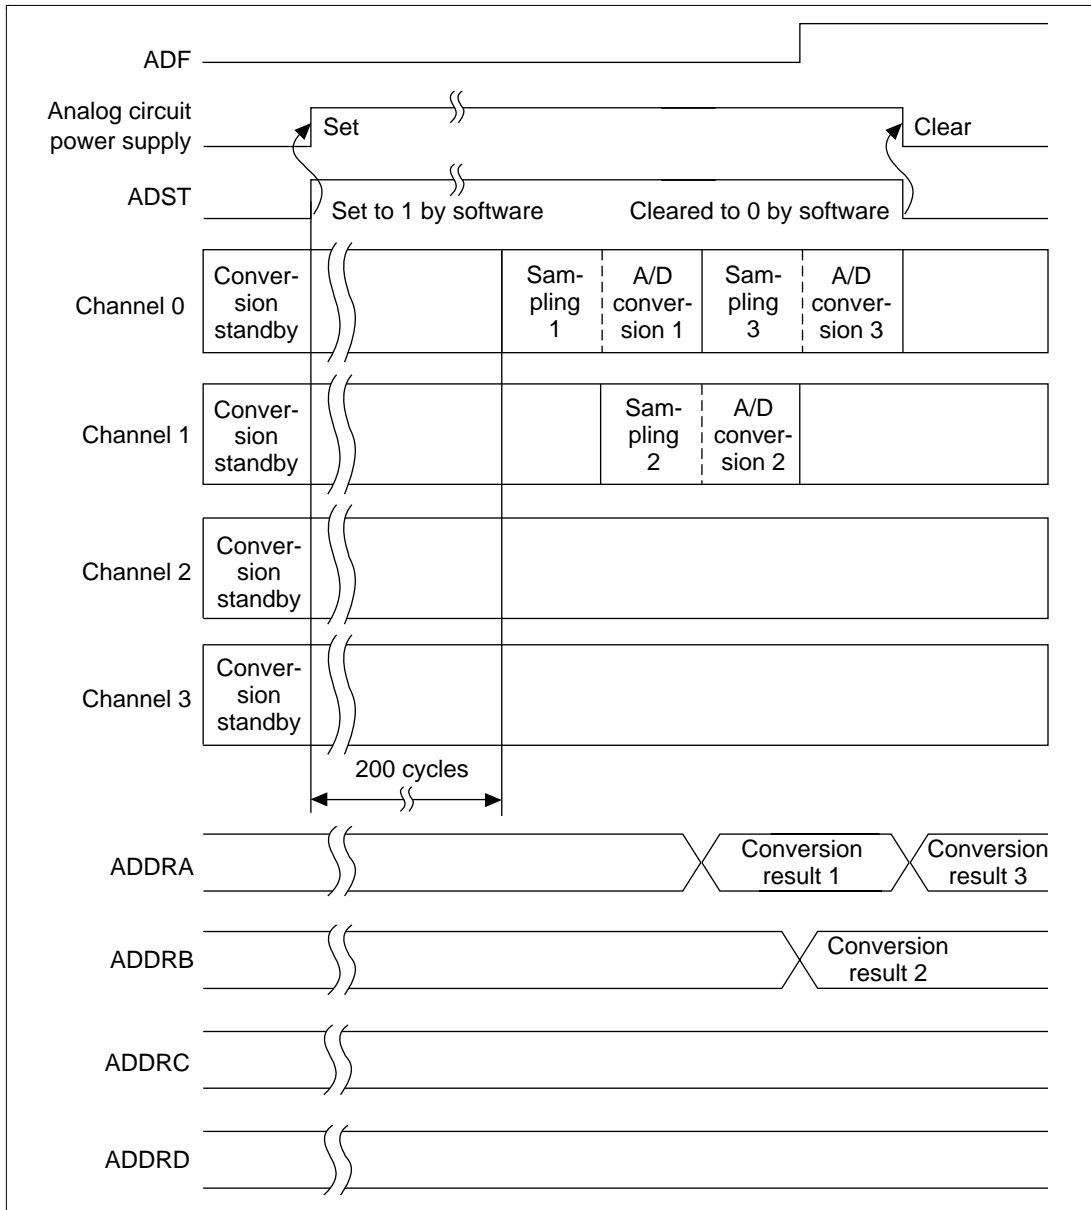 ADF
Analog circuit
power supply
Set
Clear
ADST
Set to 1 by software
Cleared to 0 by software
Channel 0
Conver-
sion
standby
Sam-
pling
1
A/D
conver-
sion 1
Sam-
pling
3
A/D
conver-
sion 3
Channel 1
Conver-
sion
standby
Sam-
pling
2
A/D
conver-
sion 2
Channel 2
Conver-
sion
standby
Channel 3
Conver-
sion
standby
200 cycles
ADDRA
Conversion
result 1
Conversion
result 3
ADDRB
Conversion
result 2
ADDRC
ADDRD